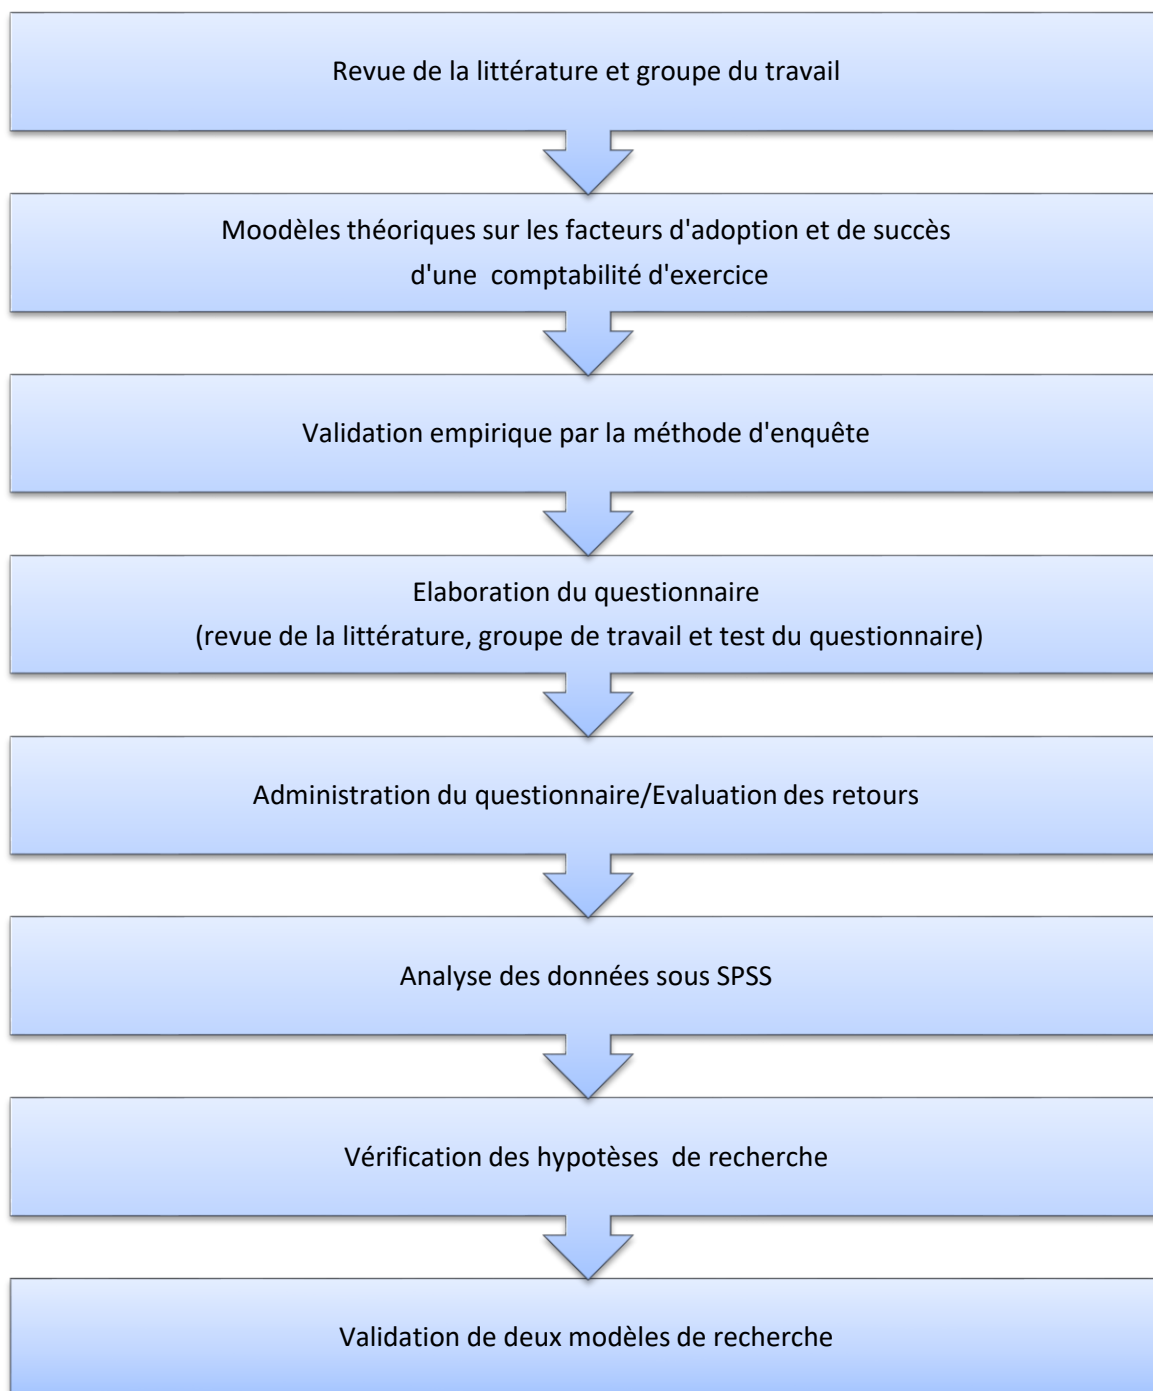 Revue de la littérature et groupe du travail
Moodèles théoriques sur les facteurs d'adoption et de succès
d'une  comptabilité d'exercice
Validation empirique par la méthode d'enquête
Elaboration du questionnaire
(revue de la littérature, groupe de travail et test du questionnaire)
Administration du questionnaire/Evaluation des retours
Analyse des données sous SPSS
Vérification des hypotèses  de recherche
Validation de deux modèles de recherche